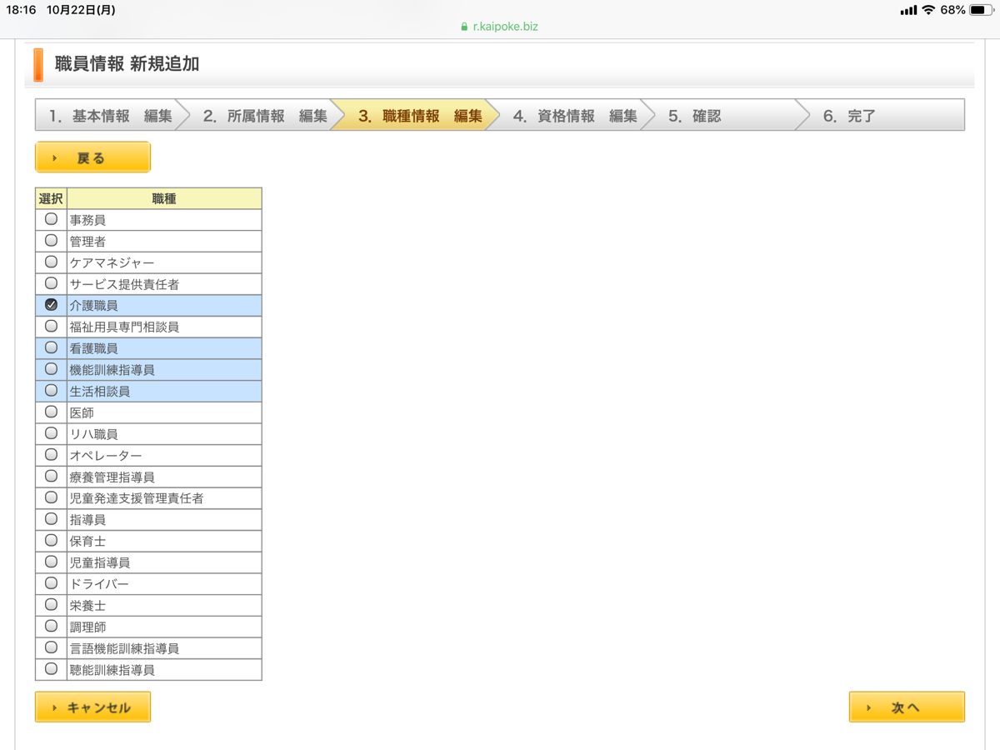 18:16 10月22日(月) 68%
r.kaipoke.biz
職員情報 新規追加
1. 基本情報 編集 2. 所属情報 編集 3. 職種情報 編集 4. 資格情報 編集 5. 確認 6. 完了
戻る
選択 職種
事務員
管理者
ケアマネジャー
サービス提供責任者
介護職員
福祉用具専門相談員
看護職員
機能訓練指導員
生活相談員
医師
リハ職員
オペレーター
療養管理指導員
児童発達支援管理責任者
指導員
保育士
児童指導員
ドライバー
栄養士
調理師
言語機能訓練指導員
聴能訓練指導員
キャンセル 次へ